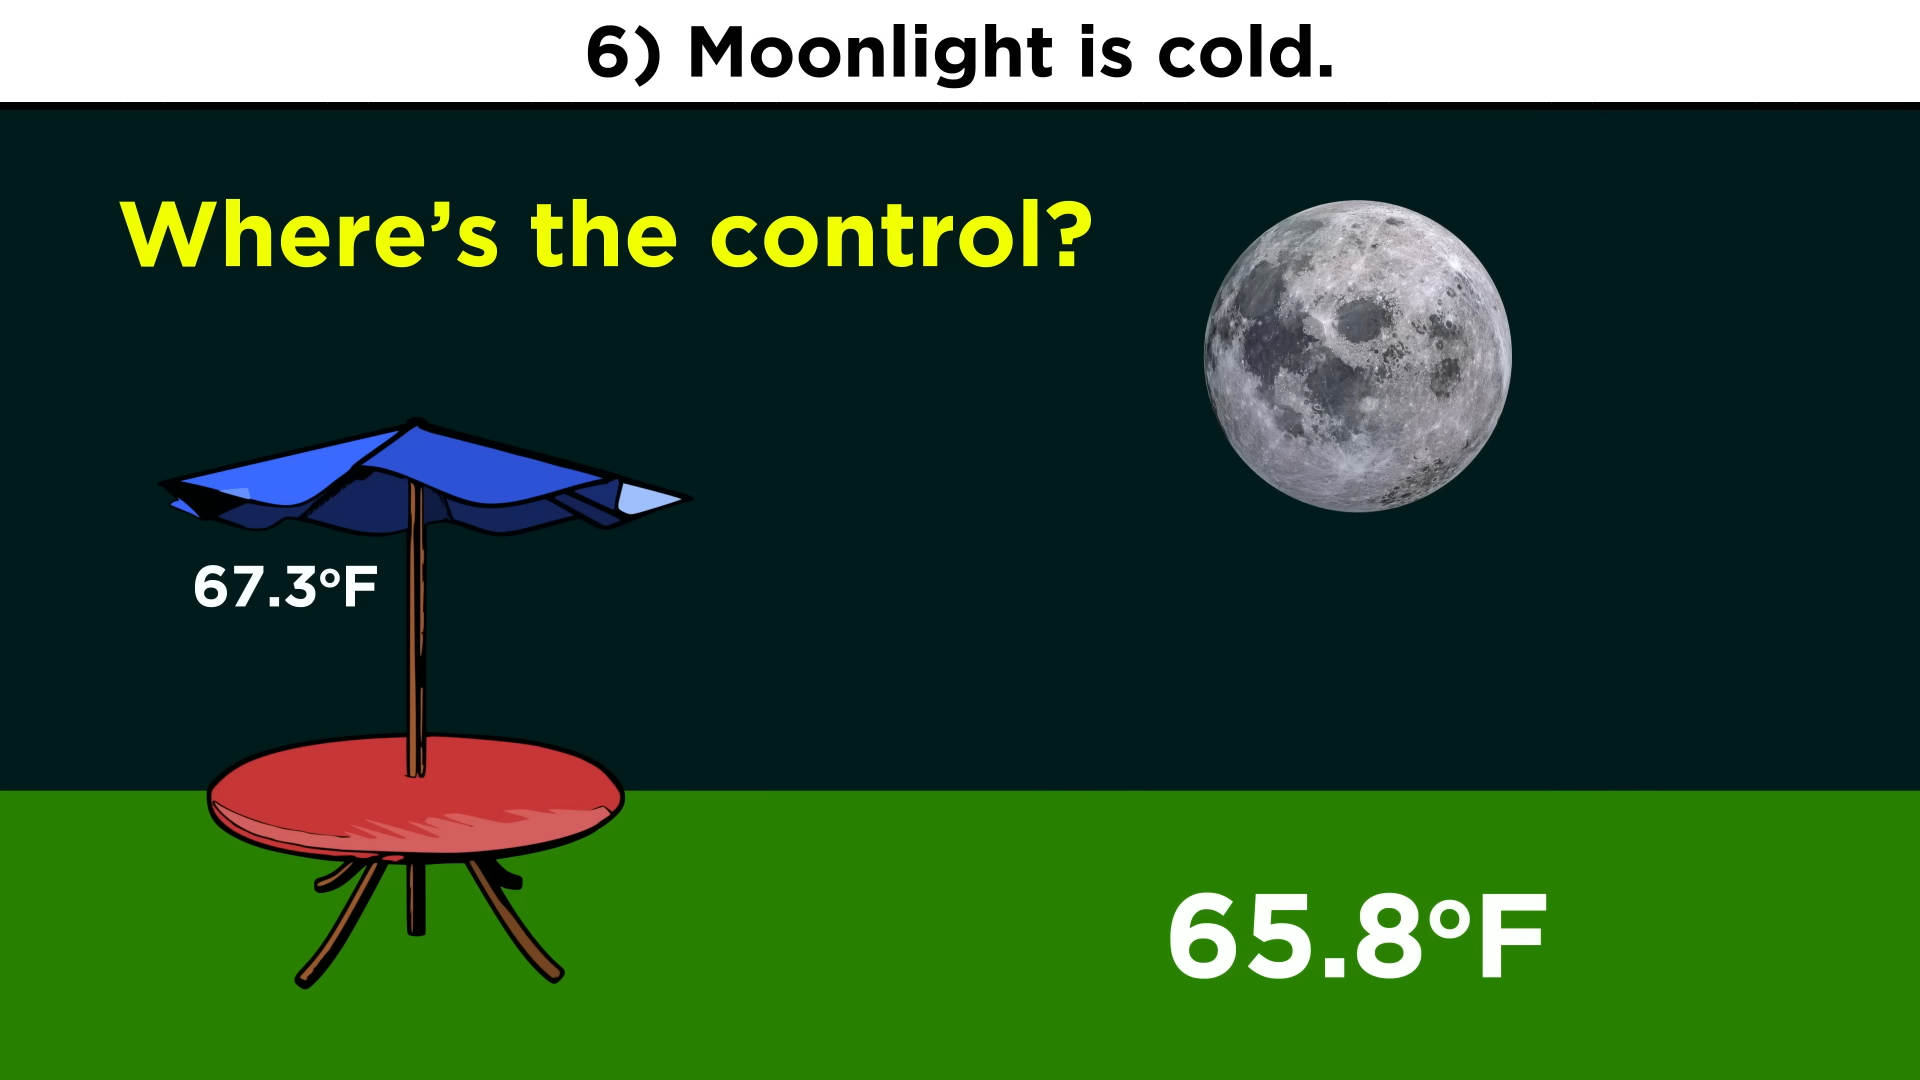 6) Moonlight is cold.
Where’s the control?
67.3°F
65.8°F